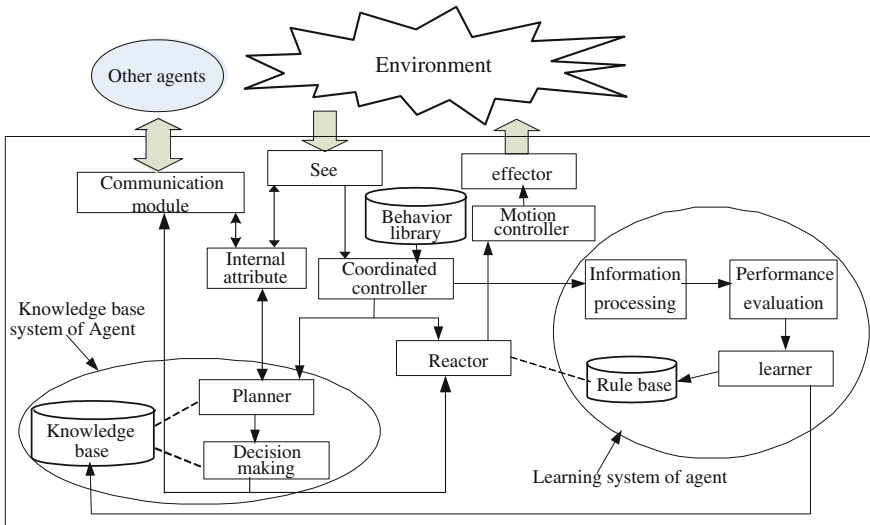 Other agents
Environment
Communication
module
See
effector
Behavior
library
Motion
controller
Internal
attribute
Coordinated
controller
Information
processing
Performance
evaluation
Knowledge base
system of Agent
Reactor
Rule base
learner
Planner
Knowledge
base
Decision
making
Learning system of agent